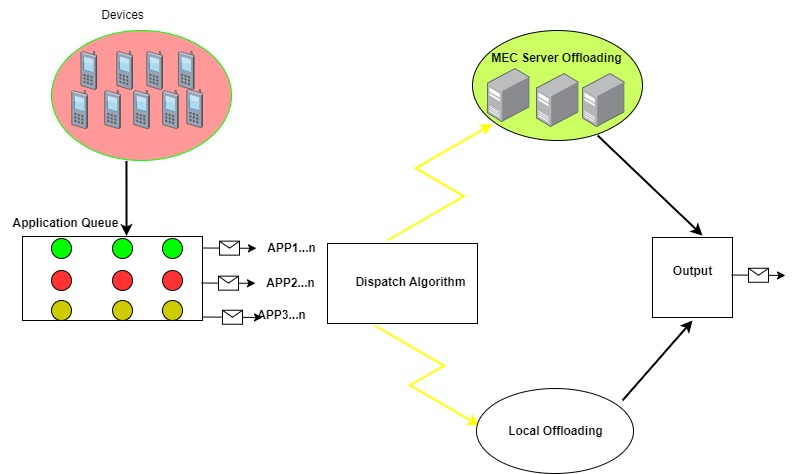 Devices
MEC Server Offloading
Application Queue
APP1...n
APP2...n
APP3...n
Dispatch Algorithm
Output
Local Offloading